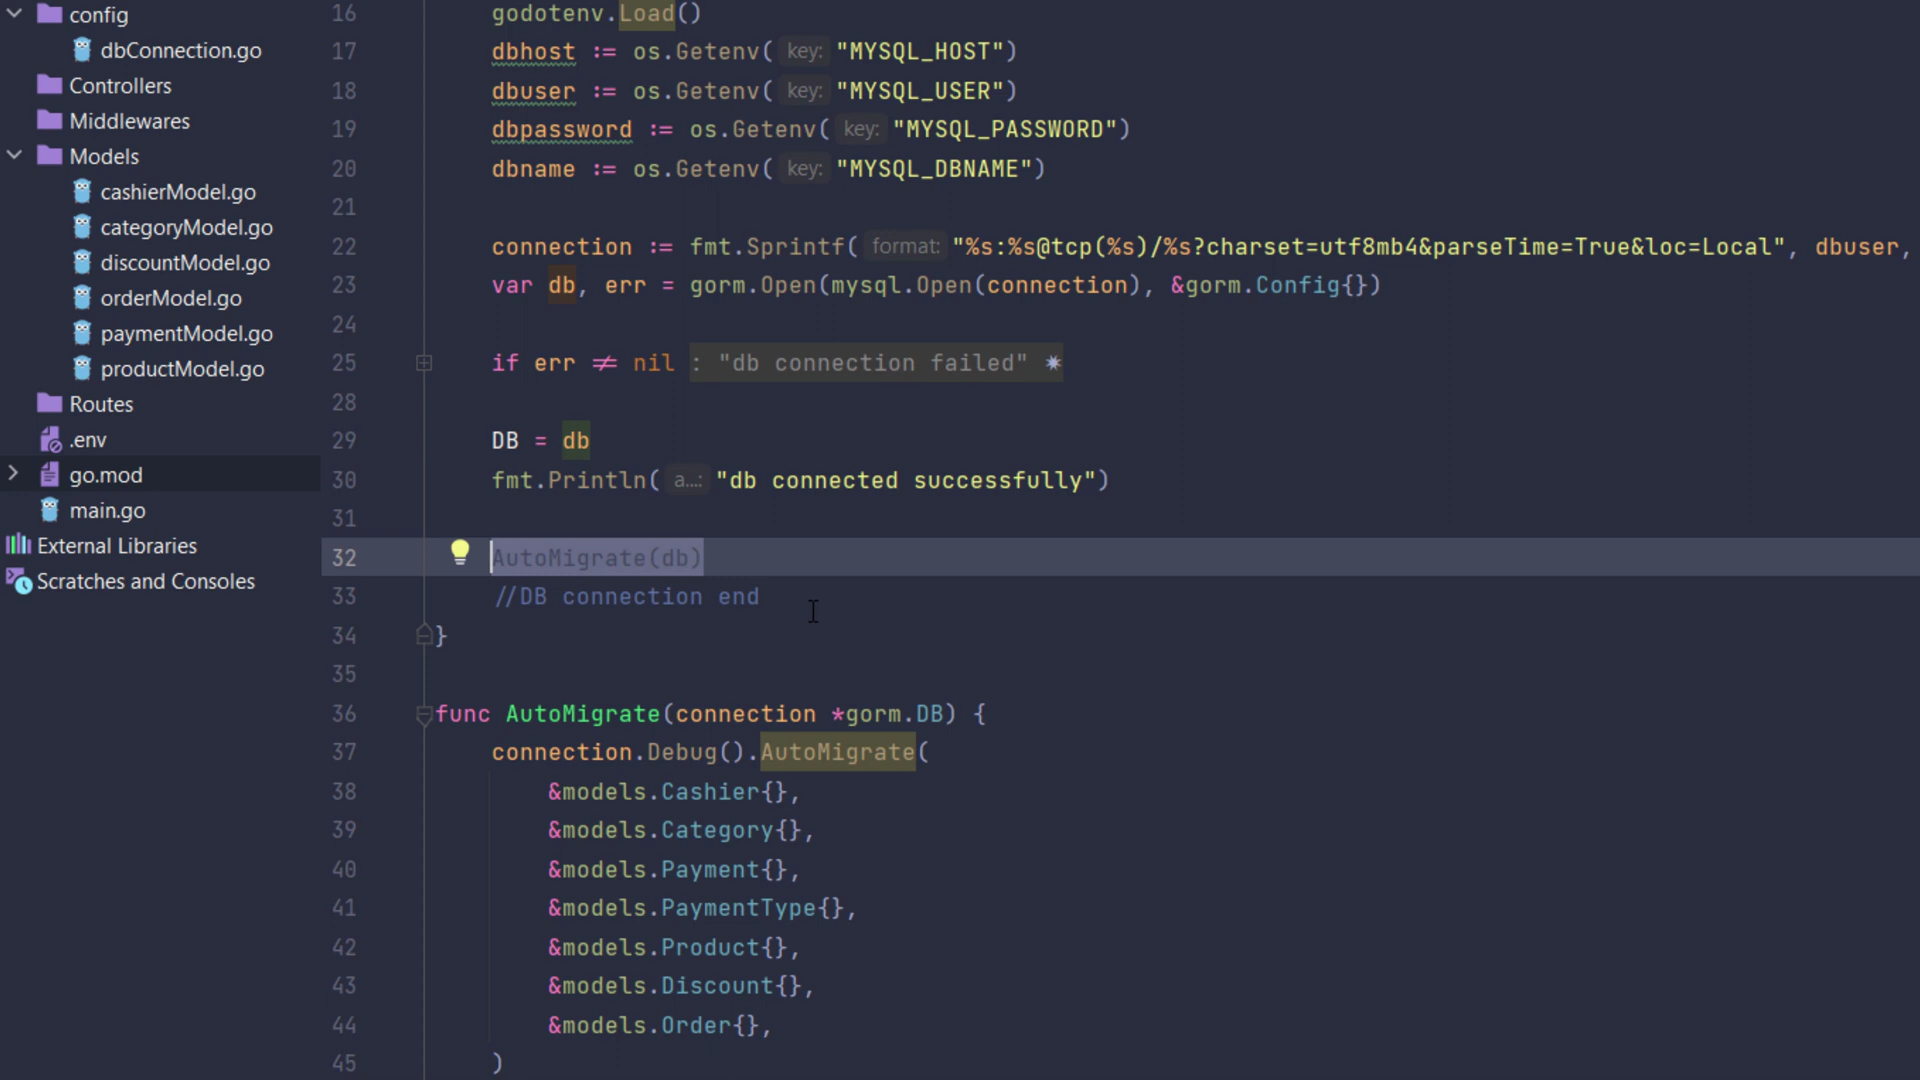 config
dbConnection.go
Controllers
Middlewares
Models
cashierModel.go
categoryModel.go
discountModel.go
orderModel.go
paymentModel.go
productModel.go
Routes
.env
go.mod
main.go
External Libraries
Scratches and Consoles
16 godotenv.Load()
17 dbhost := os.Getenv( key: "MYSQL_HOST")
18 dbuser := os.Getenv( key: "MYSQL_USER")
19 dbpassword := os.Getenv( key: "MYSQL_PASSWORD")
20 dbname := os.Getenv( key: "MYSQL_DBNAME")
21
22 connection := fmt.Sprintf( format: "%s:%s@tcp(%s)/%s?charset=utf8mb4&parseTime=True&loc=Local", dbuser,
23 var db, err = gorm.Open(mysql.Open(connection), &gorm.Config{})
24
25 if err ≠ nil : "db connection failed" ✷
28
29 DB = db
30 fmt.Println( a…: "db connected successfully")
31
32 AutoMigrate(db)
33 //DB connection end
34 }
35
36 func AutoMigrate(connection *gorm.DB) {
37 connection.Debug().AutoMigrate(
38 &models.Cashier{},
39 &models.Category{},
40 &models.Payment{},
41 &models.PaymentType{},
42 &models.Product{},
43 &models.Discount{},
44 &models.Order{},
45 )